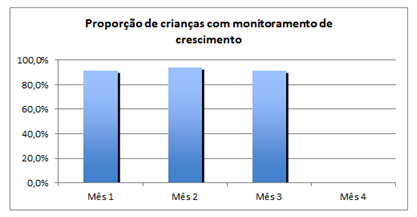 Proporção de crianças com monitoramento de
crescimento
100,0%
80,0%
60,0%
40,0%
20,0%
0,0%
Mês 1 Mês 2 Mês 3 Mês 4